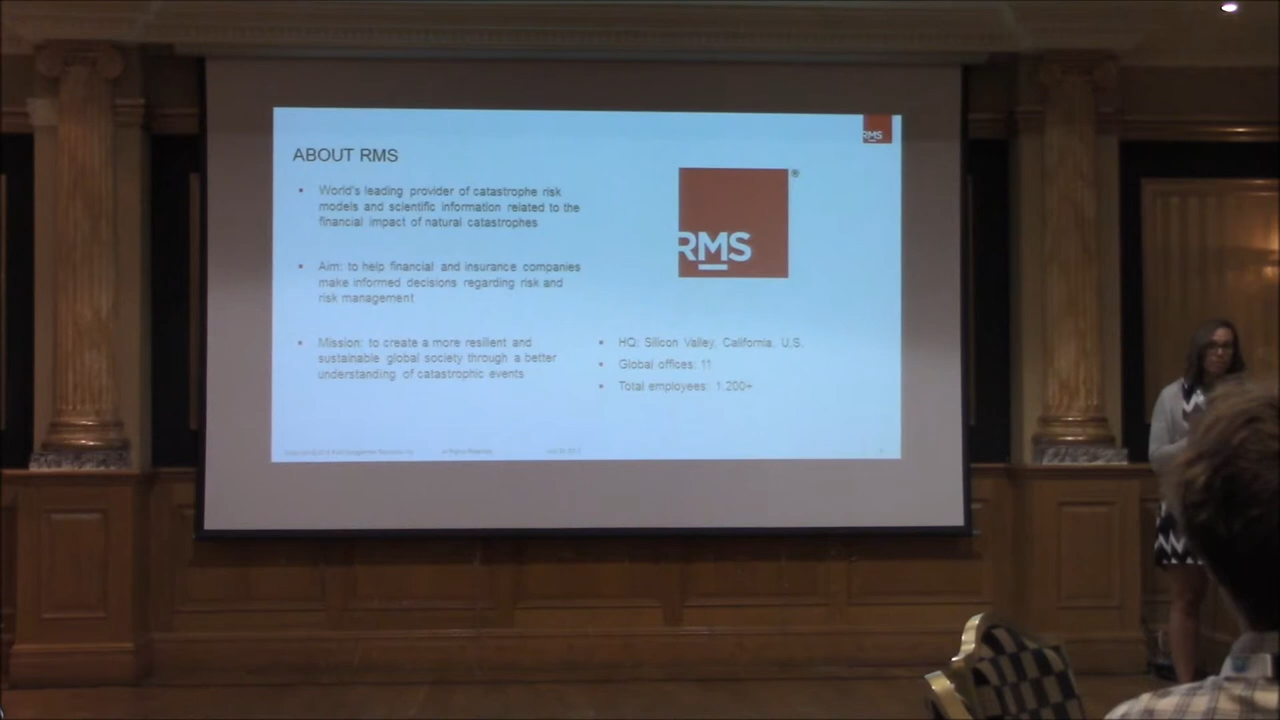 RMS
ABOUT RMS
World's leading provider of catastrophe risk
models and scientific information related to the
financial impact of natural catastrophes
Aim: to help financial and insurance companies
make informed decisions regarding risk and
risk management
Mission: to create a more resilient and
sustainable global society through a better
understanding of catastrophic events
RMS®
HQ: Silicon Valley, California, U.S.
Global offices: 11
Total employees: 1,200+
All Rights Reserved